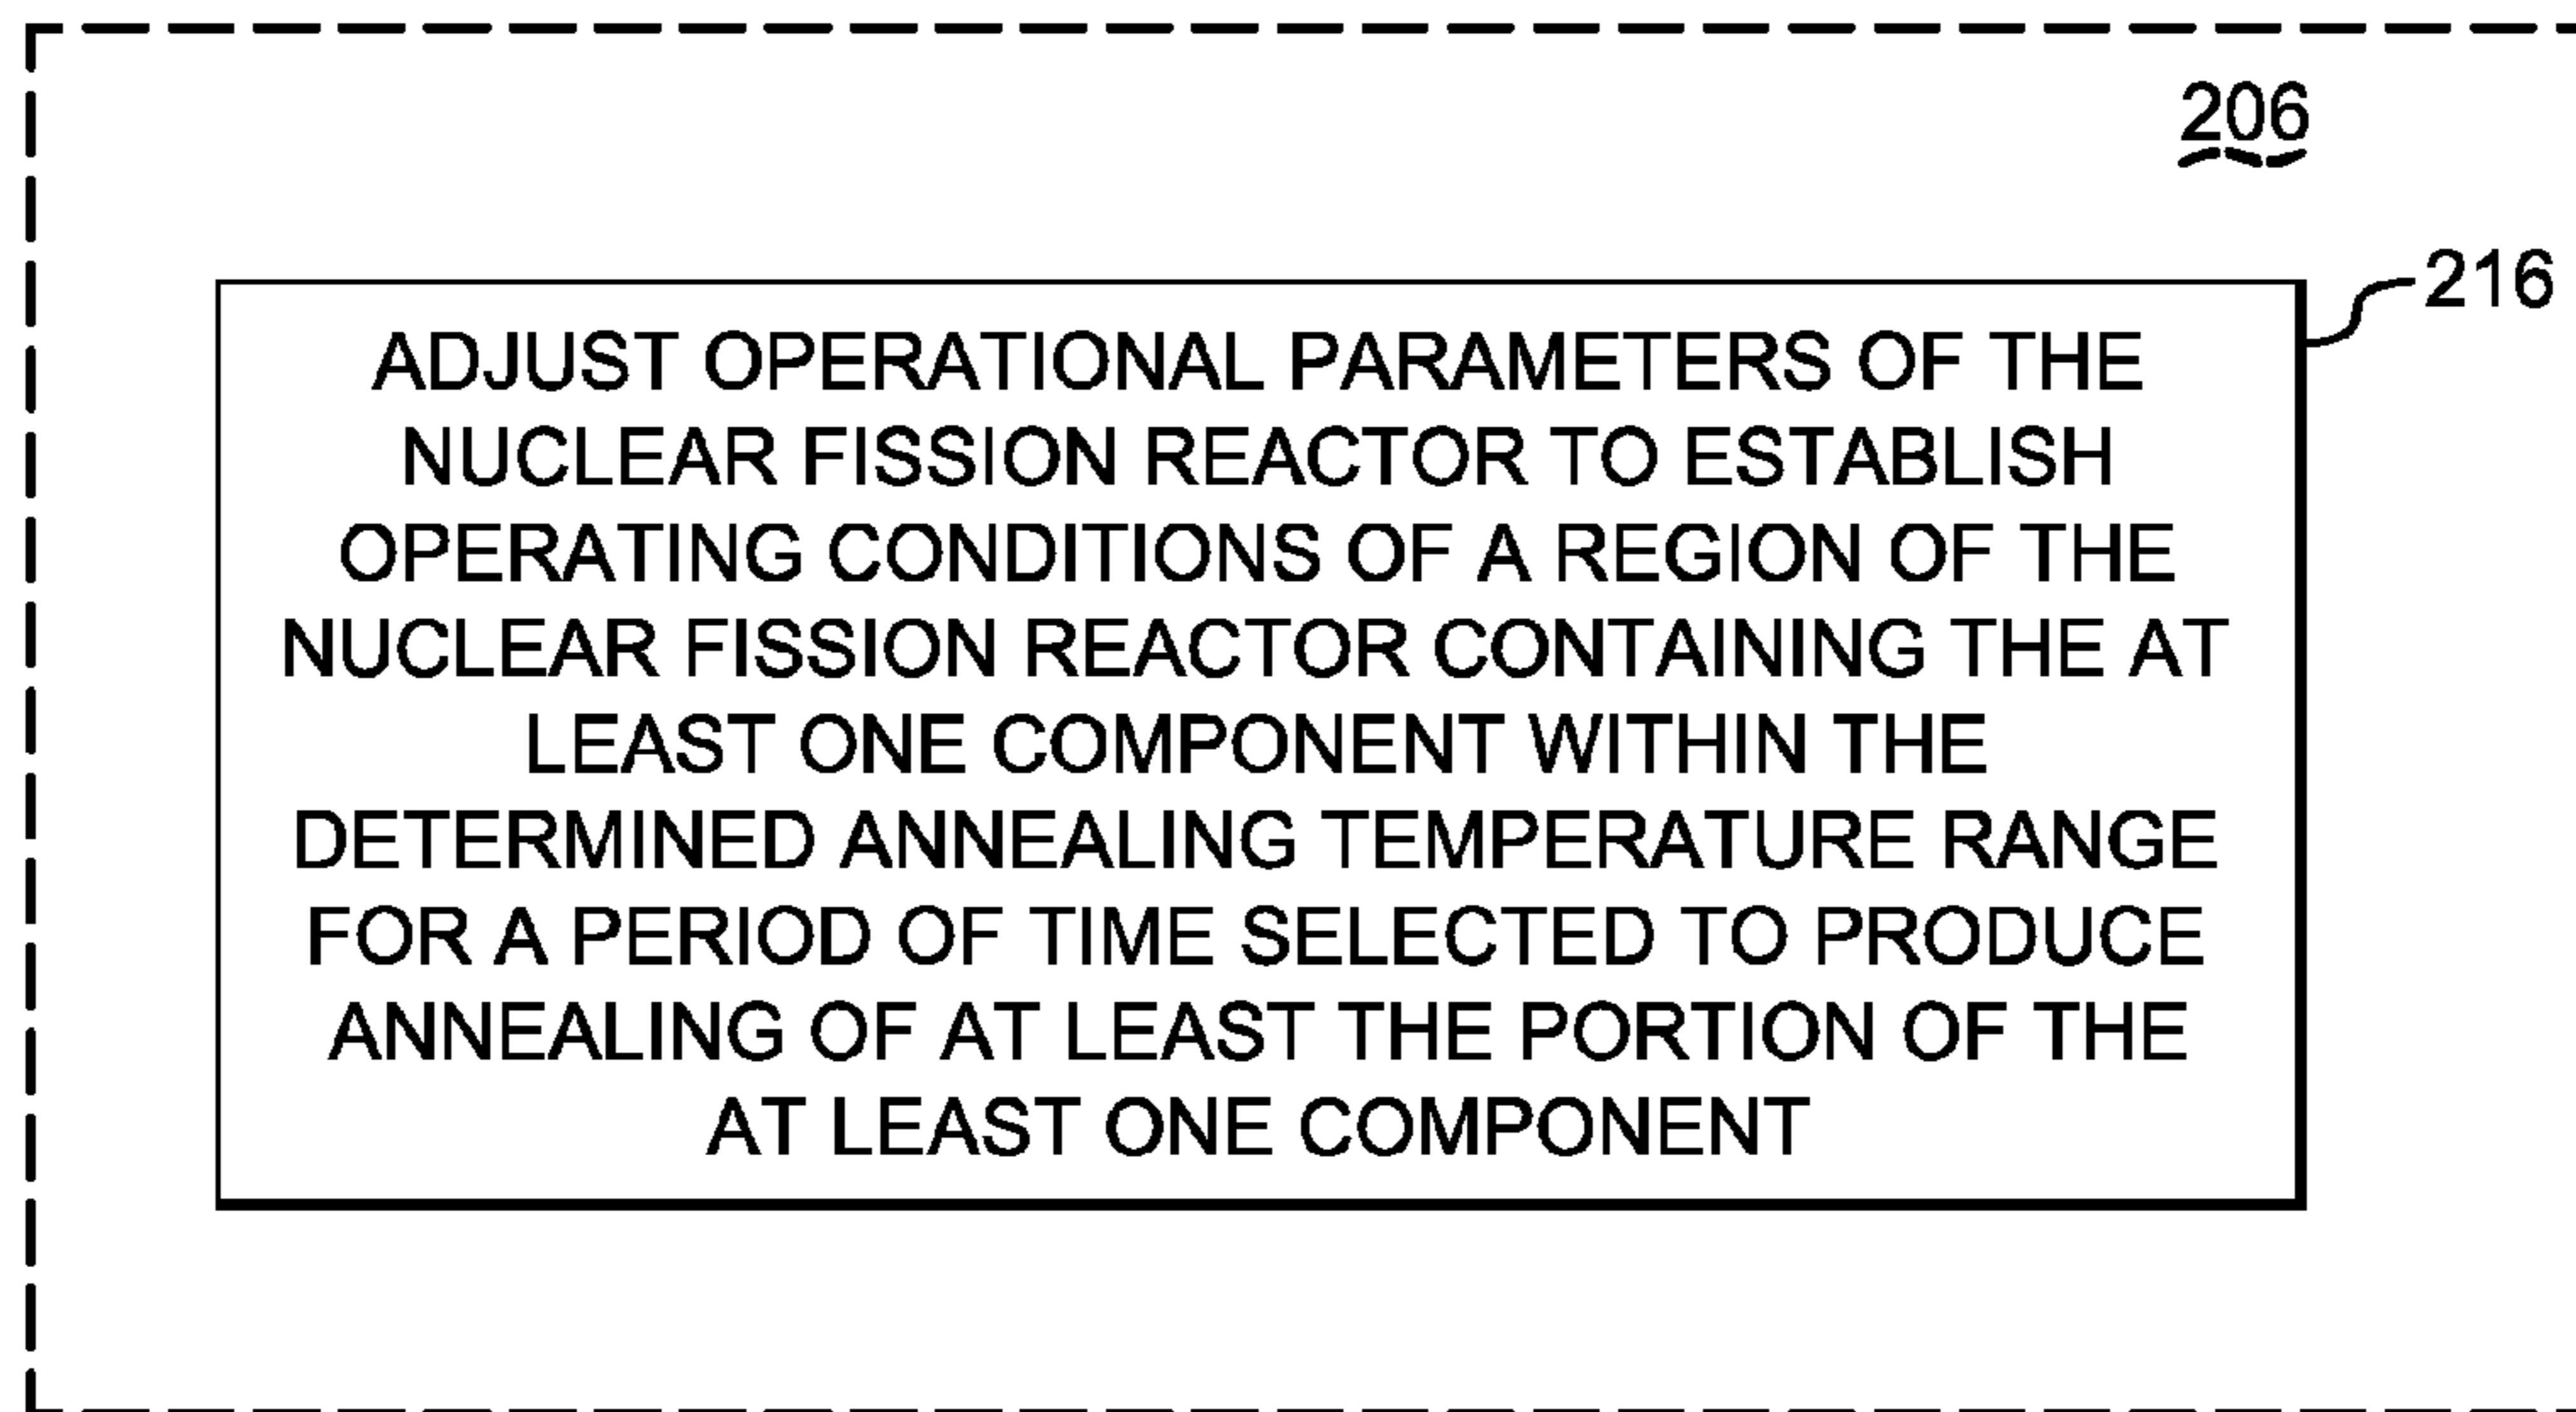 206
216
ADJUST OPERATIONAL PARAMETERS OF THE
NUCLEAR FISSION REACTOR TO ESTABLISH
OPERATING CONDITIONS OF A REGION OF THE
NUCLEAR FISSION REACTOR CONTAINING THE AT
LEAST ONE COMPONENT WITHIN THE
DETERMINED ANNEALING TEMPERATURE RANGE
FOR A PERIOD OF TIME SELECTED TO PRODUCE
ANNEALING OF AT LEAST THE PORTION OF THE
AT LEAST ONE COMPONENT